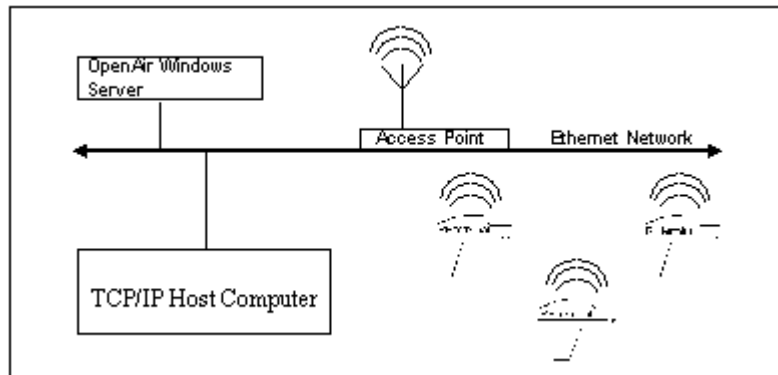 OpenAir Windows
Server
Access Point
Ethernet Network
TCP/IP Host Computer